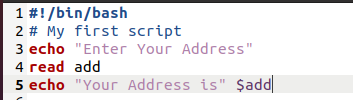 1 #!/bin/bash
2 # My first script
3 echo "Enter Your Address"
4 read add
5 echo "Your Address is" $add
6